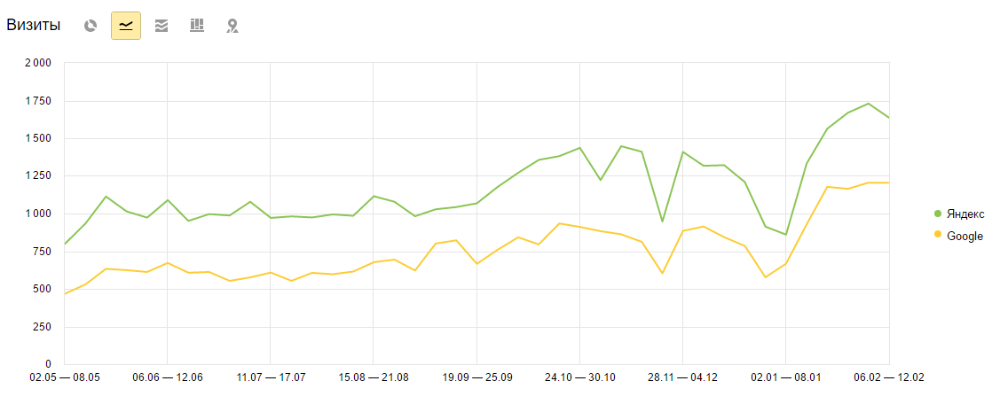 Визиты
2 000
1 750
1 500
1 250
1 000
750
500
250
0
02.05 — 08.05
06.06 — 12.06
11.07 — 17.07
15.08 — 21.08
19.09 — 25.09
24.10 — 30.10
28.11 — 04.12
02.01 — 08.01
06.02 — 12.02
Яндекс
Google